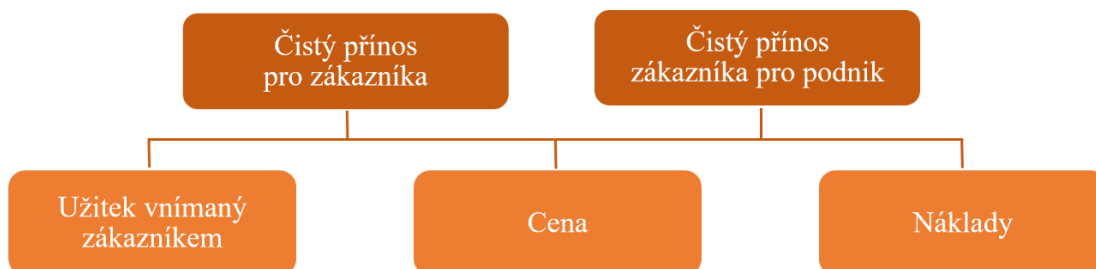 Čistý přínos
pro zákazníka
Čistý přínos
zákazníka pro podnik
Užitek vnímaný
zákazníkem
Cena
Náklady